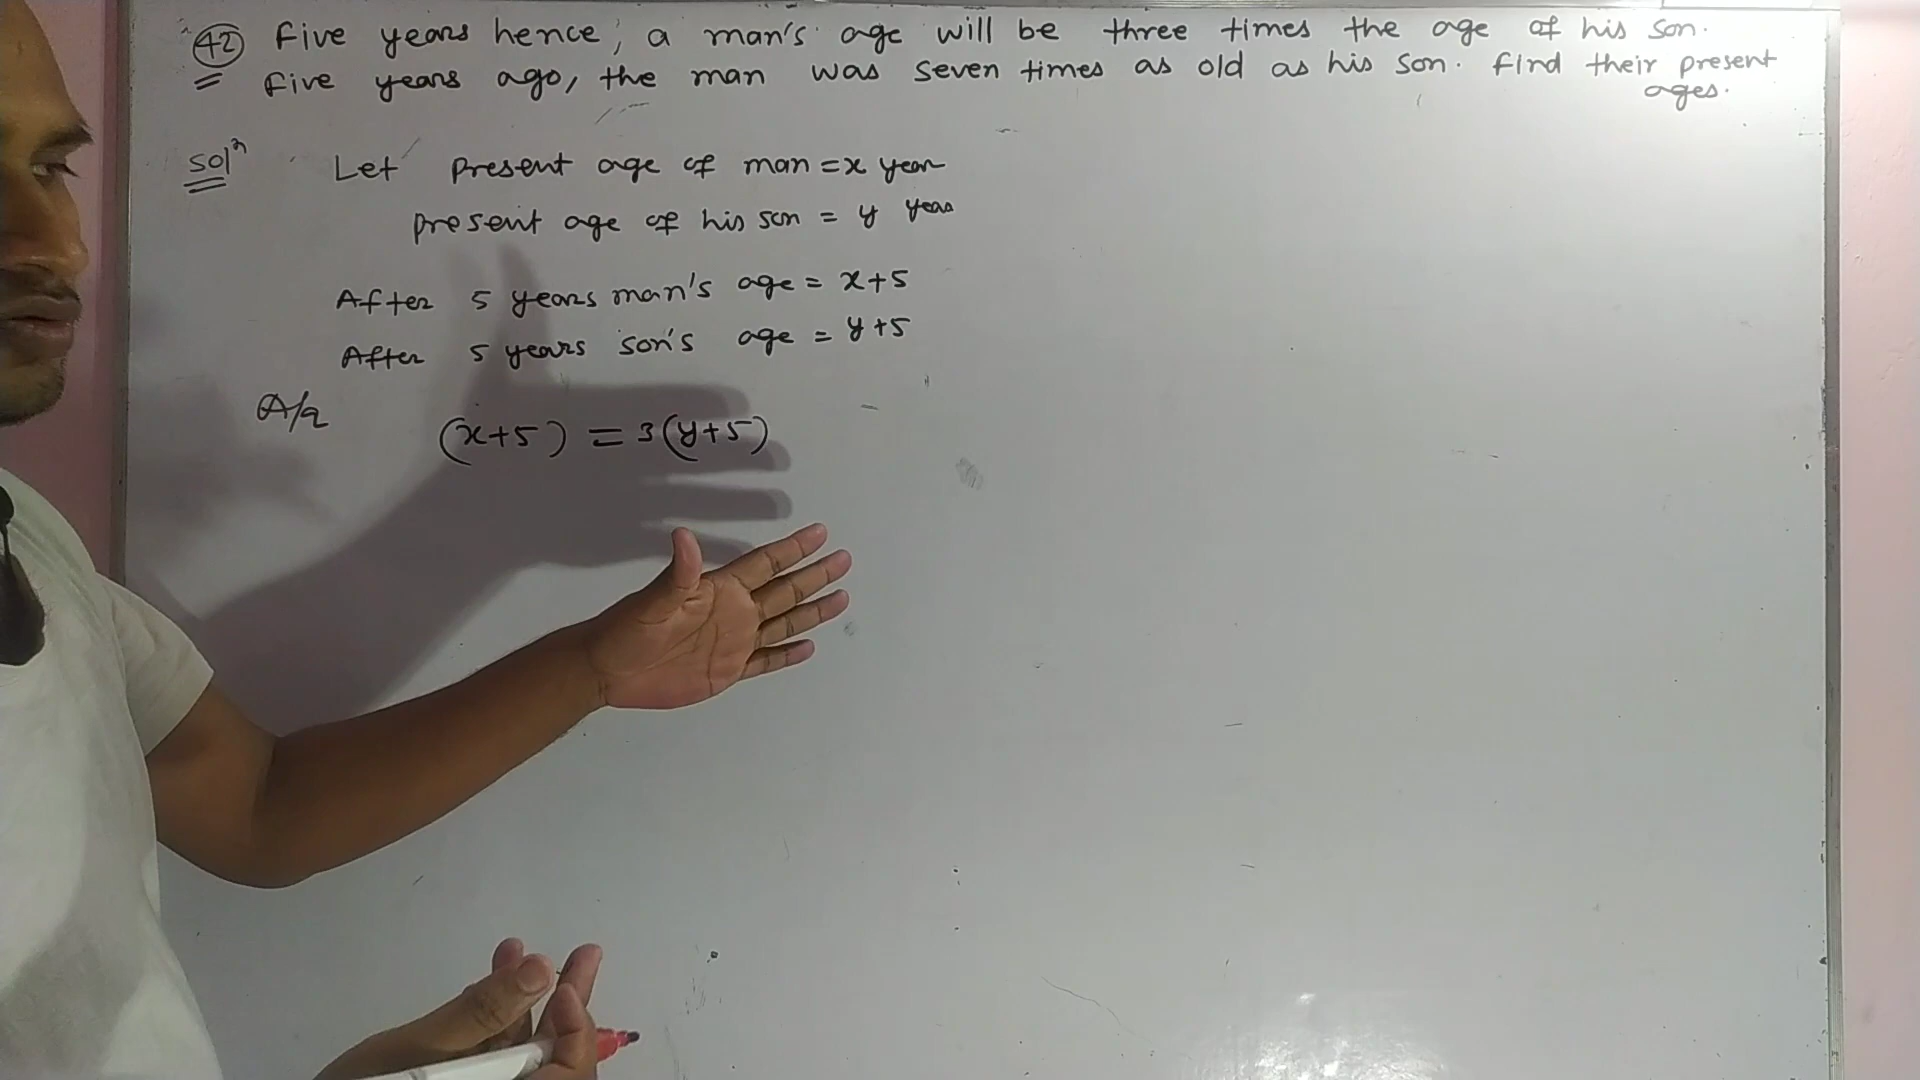 42 Five years hence, a man's age will be three times the age of his son.
Five years ago, the man was seven times as old as his son. Find their present
ages.
Solⁿ Let present age of man = x year
present age of his son = y years
After 5 years man's age = x+5
After 5 years son's age = y+5
A/q (x+5) = 3(y+5)